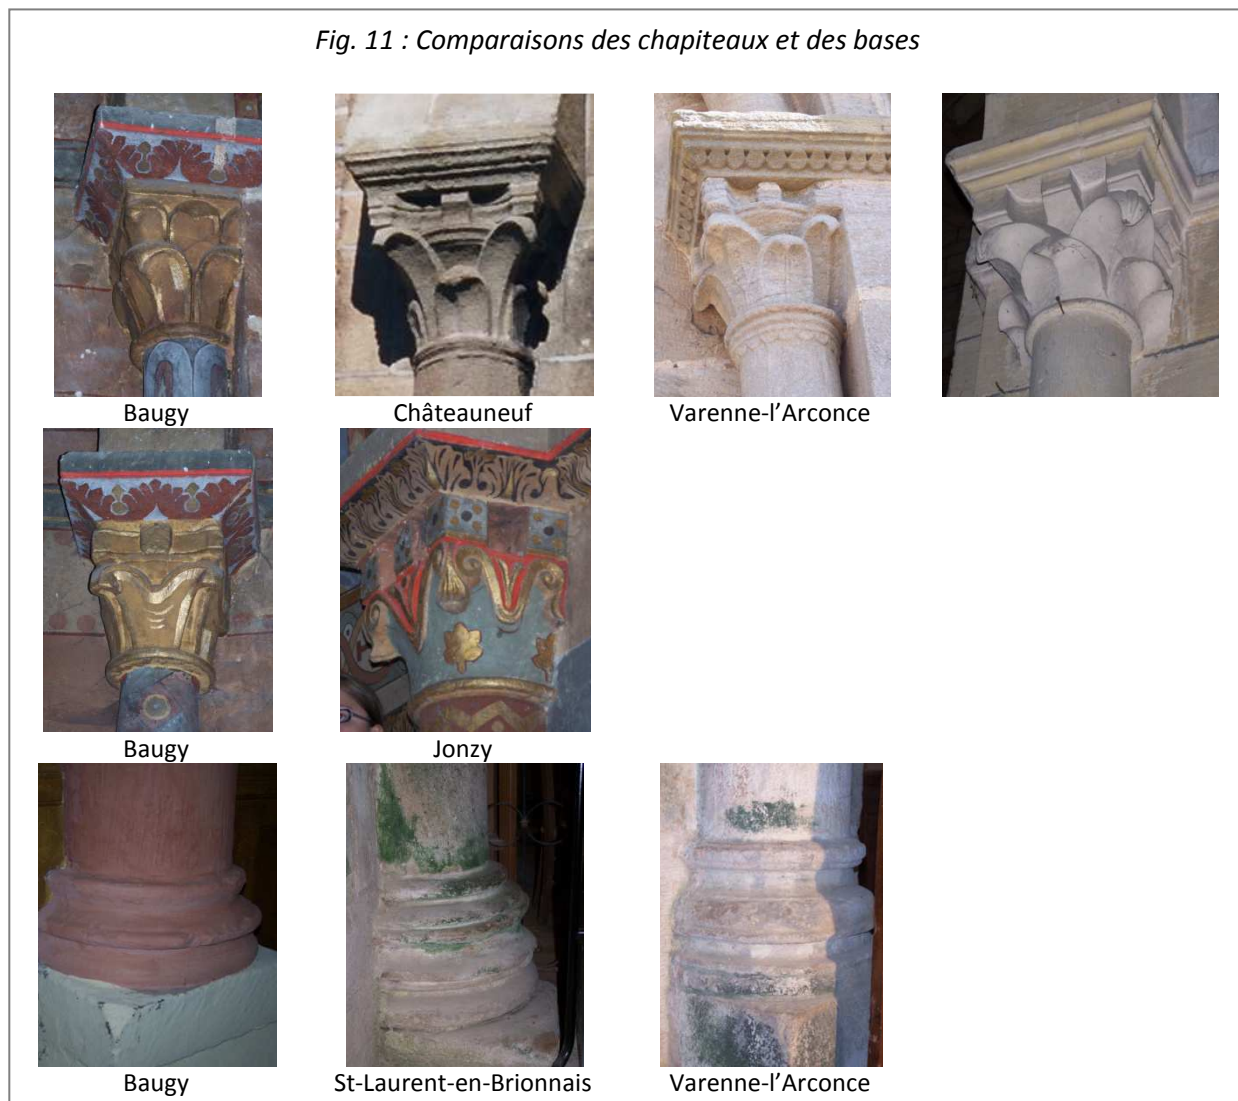 Fig. 11 : Comparaisons des chapiteaux et des bases
Baugy Châteauneuf Varenne-l’Arconce
Baugy Jonzy
Baugy St-Laurent-en-Brionnais Varenne-l’Arconce